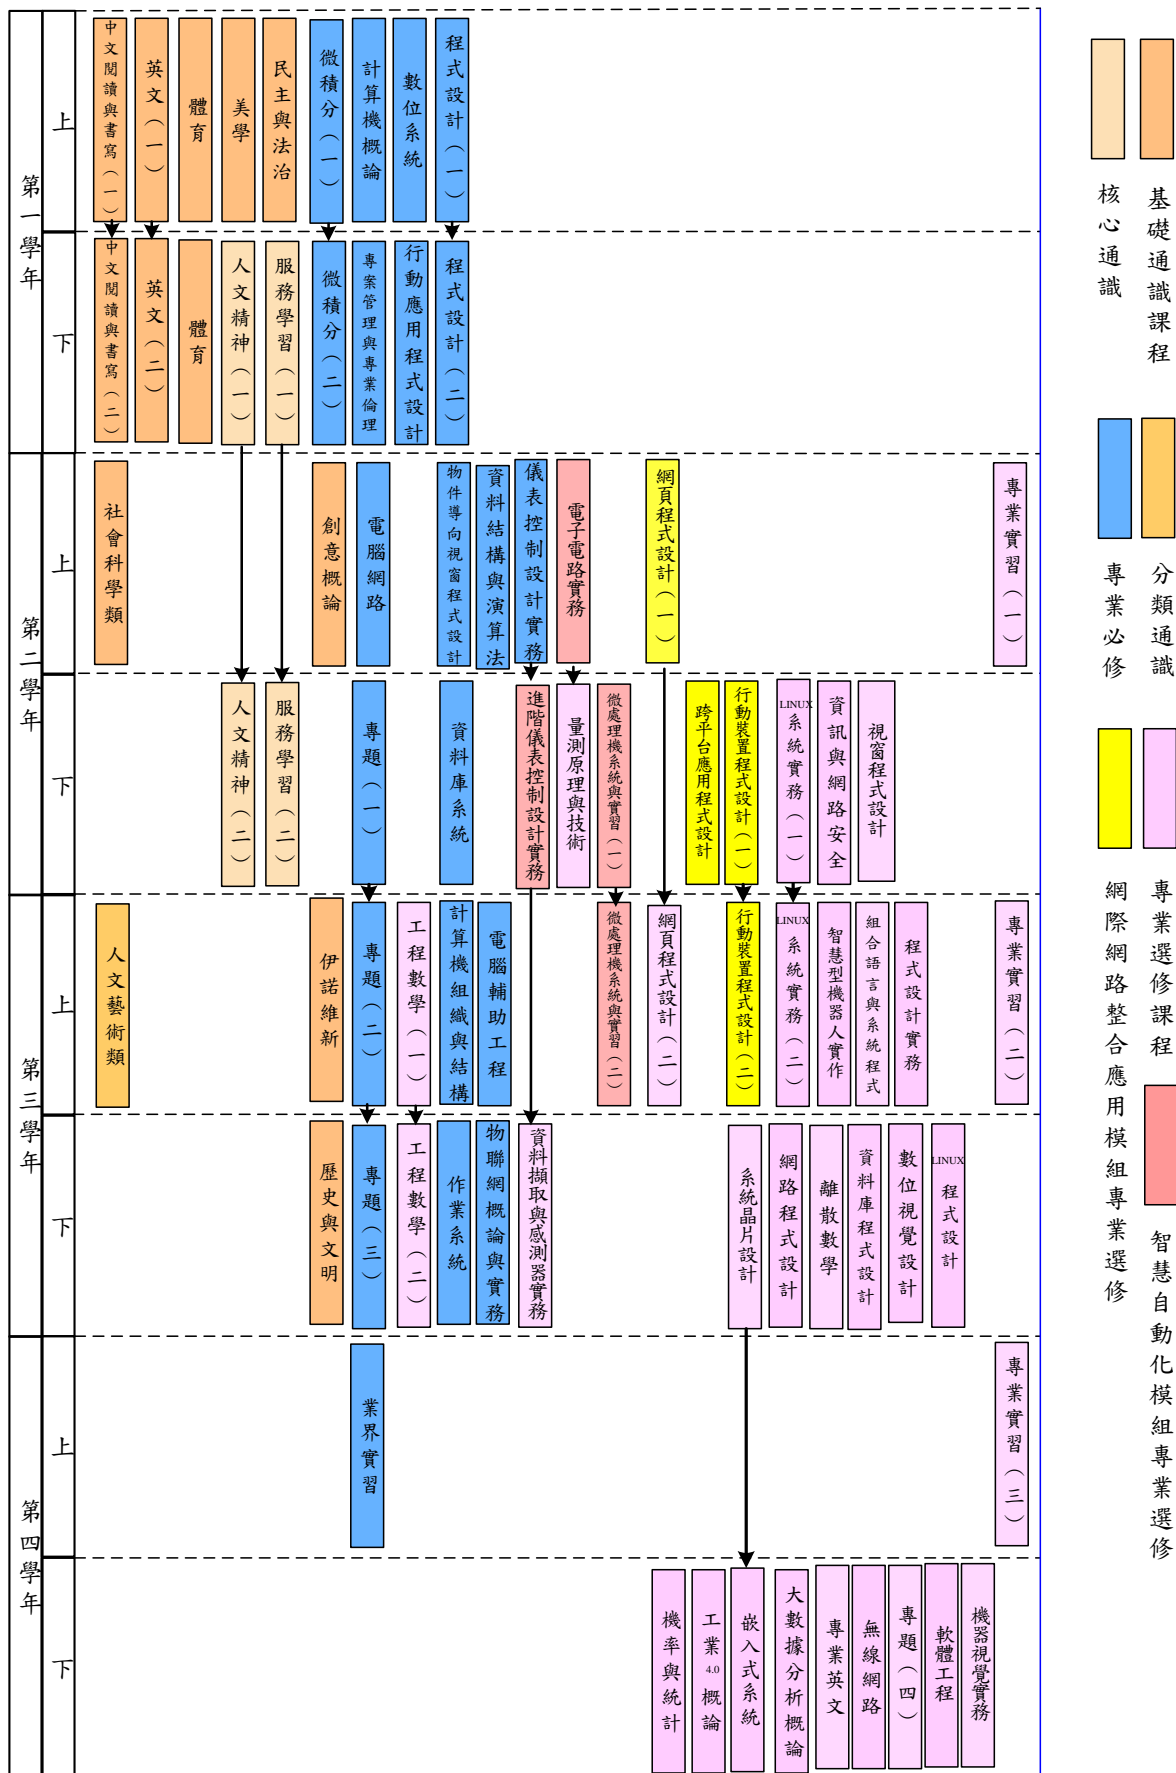 第一學年
上
中文閱讀與書寫（一）
英文（一）
體育
美學
民主與法治
微積分（一）
計算機概論
數位系統
程式設計（一）
下
中文閱讀與書寫（二）
英文（二）
體育
人文精神（一）
服務學習（一）
微積分（二）
專案管理與專業倫理
行動應用程式設計
程式設計（二）
第二學年
上
社會科學類
創意概論
電腦網路
物件導向視窗程式設計
資料結構與演算法
儀表控制設計實務
電子電路實務
網頁程式設計（一）
專業實習（一）
下
人文精神（二）
服務學習（二）
專題（一）
資料庫系統
進階儀表控制設計實務
量測原理與技術
微處理機系統與實習（一）
跨平台應用程式設計
行動裝置程式設計（一）
LINUX系統實務（一）
資訊與網路安全
視窗程式設計
第三學年
上
人文藝術類
伊諾維新
專題（二）
工程數學（一）
計算機組織與結構
電腦輔助工程
微處理機系統與實習（二）
網頁程式設計（二）
行動裝置程式設計（二）
LINUX系統實務（二）
智慧型機器人實作
組合語言與系統程式
程式設計實務
專業實習（二）
下
歷史與文明
專題（三）
工程數學（二）
作業系統
物聯網概論與實務
資料擷取與感測器實務
系統晶片設計
網路程式設計
離散數學
資料庫程式設計
數位視覺設計
LINUX程式設計
第四學年
上
業界實習
專業實習（三）
下
機率與統計
工業4.0概論
嵌入式系統
大數據分析概論
專業英文
無線網路
專題（四）
軟體工程
機器視覺實務
核心通識
基礎通識課程
專業必修
分類通識
網際網路整合應用模組專業選修
專業選修課程
智慧自動化模組專業選修